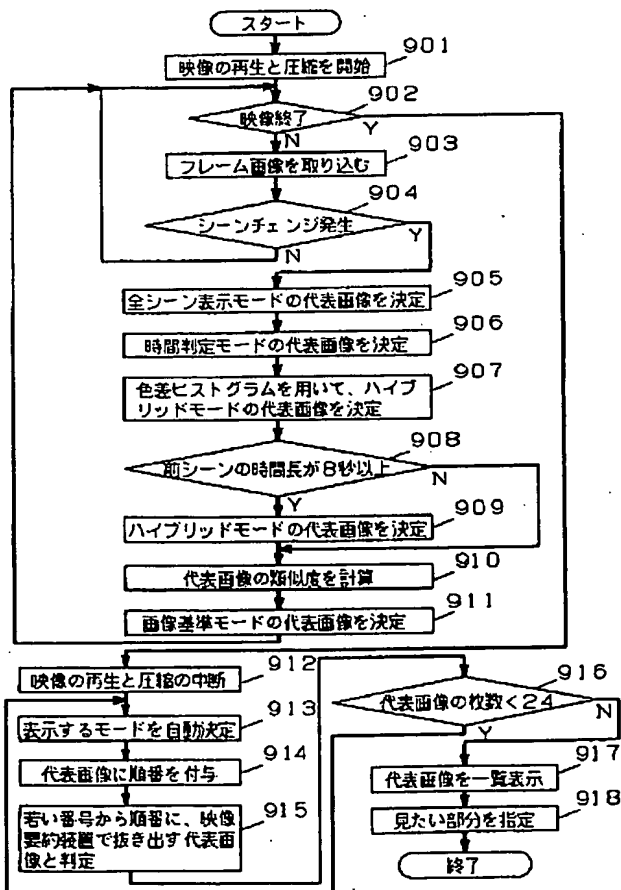 スタート
901
映像の再生と圧縮を開始
902
映像終了
Y
N
903
フレーム画像を取り込む
904
シーンチェンジ発生
Y
N
905
全シーン表示モードの代表画像を決定
906
時間判定モードの代表画像を決定
907
色差ヒストグラムを用いて、ハイブ
リッドモードの代表画像を決定
908
前シーンの時間長が8秒以上
N
Y
909
ハイブリッドモードの代表画像を決定
910
代表画像の類似度を計算
911
画像基準モードの代表画像を決定
912
映像の再生と圧縮の中断
913
表示するモードを自動決定
914
代表画像に順番を付与
915
若い番号から順番に、映像
要約装置で抜き出す代表画
像と判定
916
代表画像の枚数<24
N
Y
917
代表画像を一覧表示
918
見たい部分を指定
終了